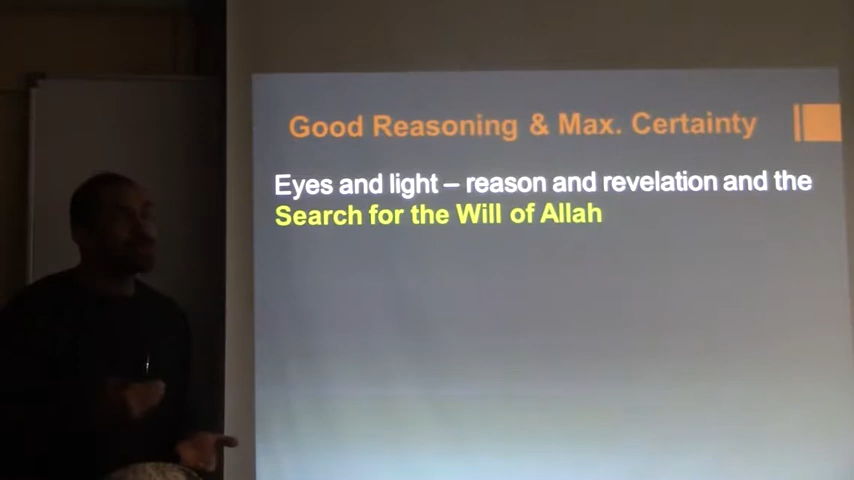 Good Reasoning & Max. Certainty
Eyes and light – reason and revelation and the
Search for the Will of Allah